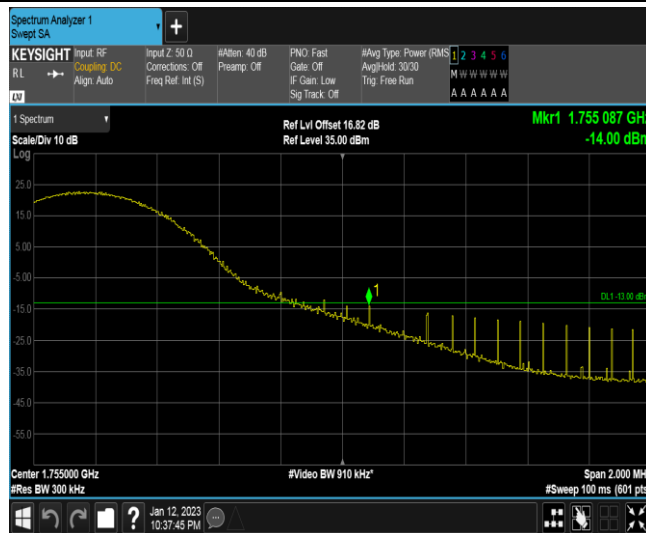 Spectrum Analyzer 1
Swept SA
+
KEYSIGHT
RL
LXI
Input: RF
Coupling: DC
Align: Auto
Input Z: 50 Ω
Corrections: Off
Freq Ref: Int (S)
#Atten: 40 dB
Preamp: Off
PNO: Fast
Gate: Off
IF Gain: Low
Sig Track: Off
#Avg Type: Power (RMS
Avg|Hold: 30/30
Trig: Free Run
1 2 3 4 5 6
M W W W W W
A A A A A A
1 Spectrum
Scale/Div 10 dB
Log
Ref Lvl Offset 16.82 dB
Ref Level 35.00 dBm
Mkr1 1.755 087 GHz
-14.00 dBm
25.0
15.0
5.00
-5.00
-15.0
-25.0
-35.0
-45.0
-55.0
1
DL1 -13.00 dBm
Center 1.755000 GHz
#Res BW 300 kHz
#Video BW 910 kHz*
Span 2.000 MH
#Sweep 100 ms (601 pts
?
Jan 12, 2023
10:37:45 PM